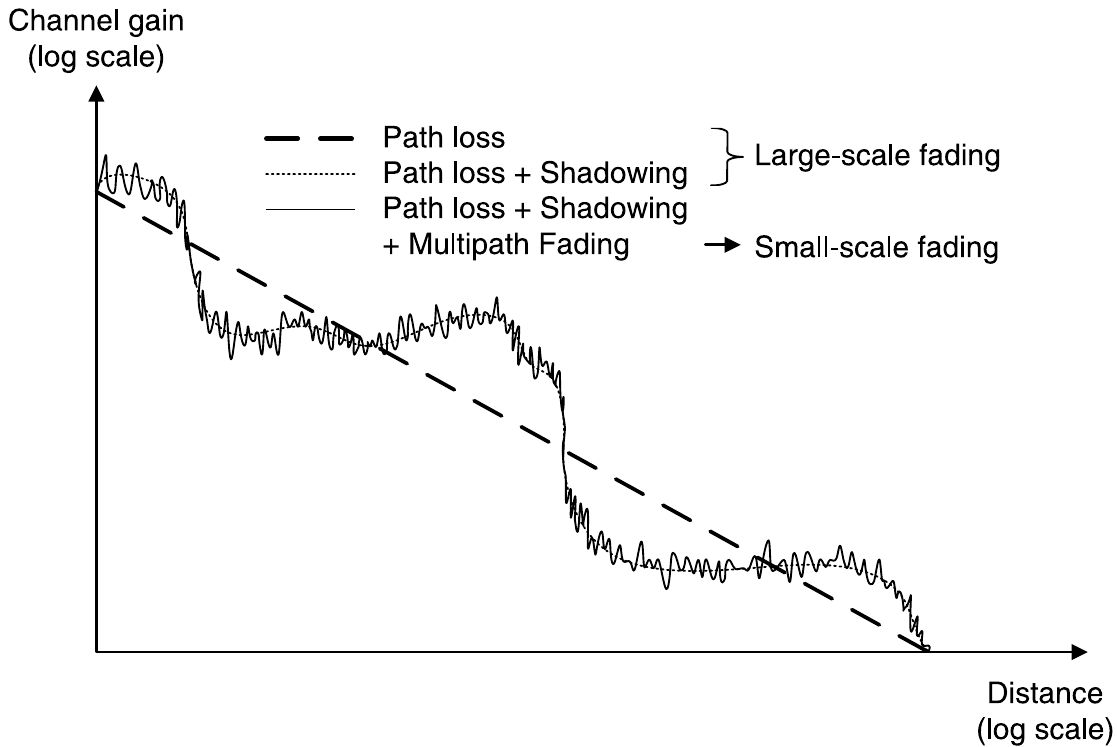 Channel gain
(log scale)
Path loss
Path loss + Shadowing
Large-scale fading
Path loss + Shadowing
+ Multipath Fading
Small-scale fading
Distance
(log scale)